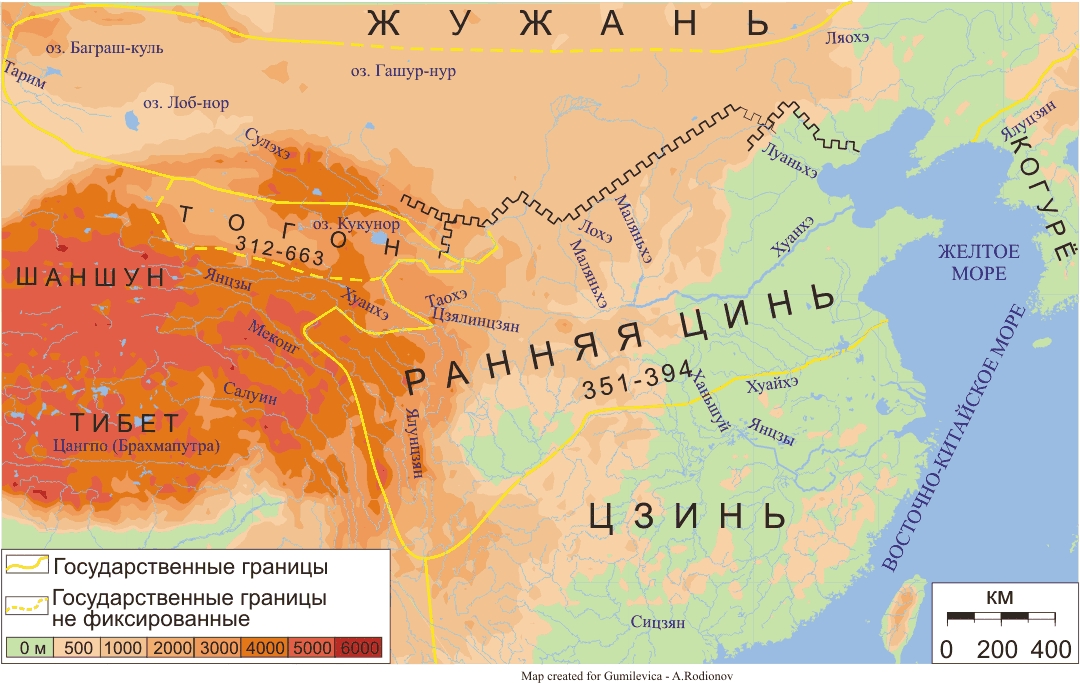 ЖУЖАНЬ
оз. Баграш-куль
Ляохэ
Тарим
оз. Гашур-нур
оз. Лоб-нор
Сулэхэ
Ялуцзян
Луаньхэ
КОГУРЁ
ТОГОН
312-663
оз. Кукунор
Лохэ
Маляньхэ
Маляньхэ
Хуанхэ
ЖЕЛТОЕ
МОРЕ
ШАНШУН
Янцзы
Хуанхэ
Таохэ
Цзялинцзян
Меконг
РАННЯЯ ЦИНЬ
351-394
Салуин
Ханьшуй
Хуайхэ
ТИБЕТ
Цангпо (Брахмапутра)
Ялунцзян
Янцзы
ВОСТОЧНО-КИТАЙСКОЕ МОРЕ
ЦЗИНЬ
Сицзян
Государственные границы
Государственные границы
не фиксированные
0 м 500 1000 2000 3000 4000 5000 6000
КМ
0 200 400
Map created for Gumilevica - A.Rodionov